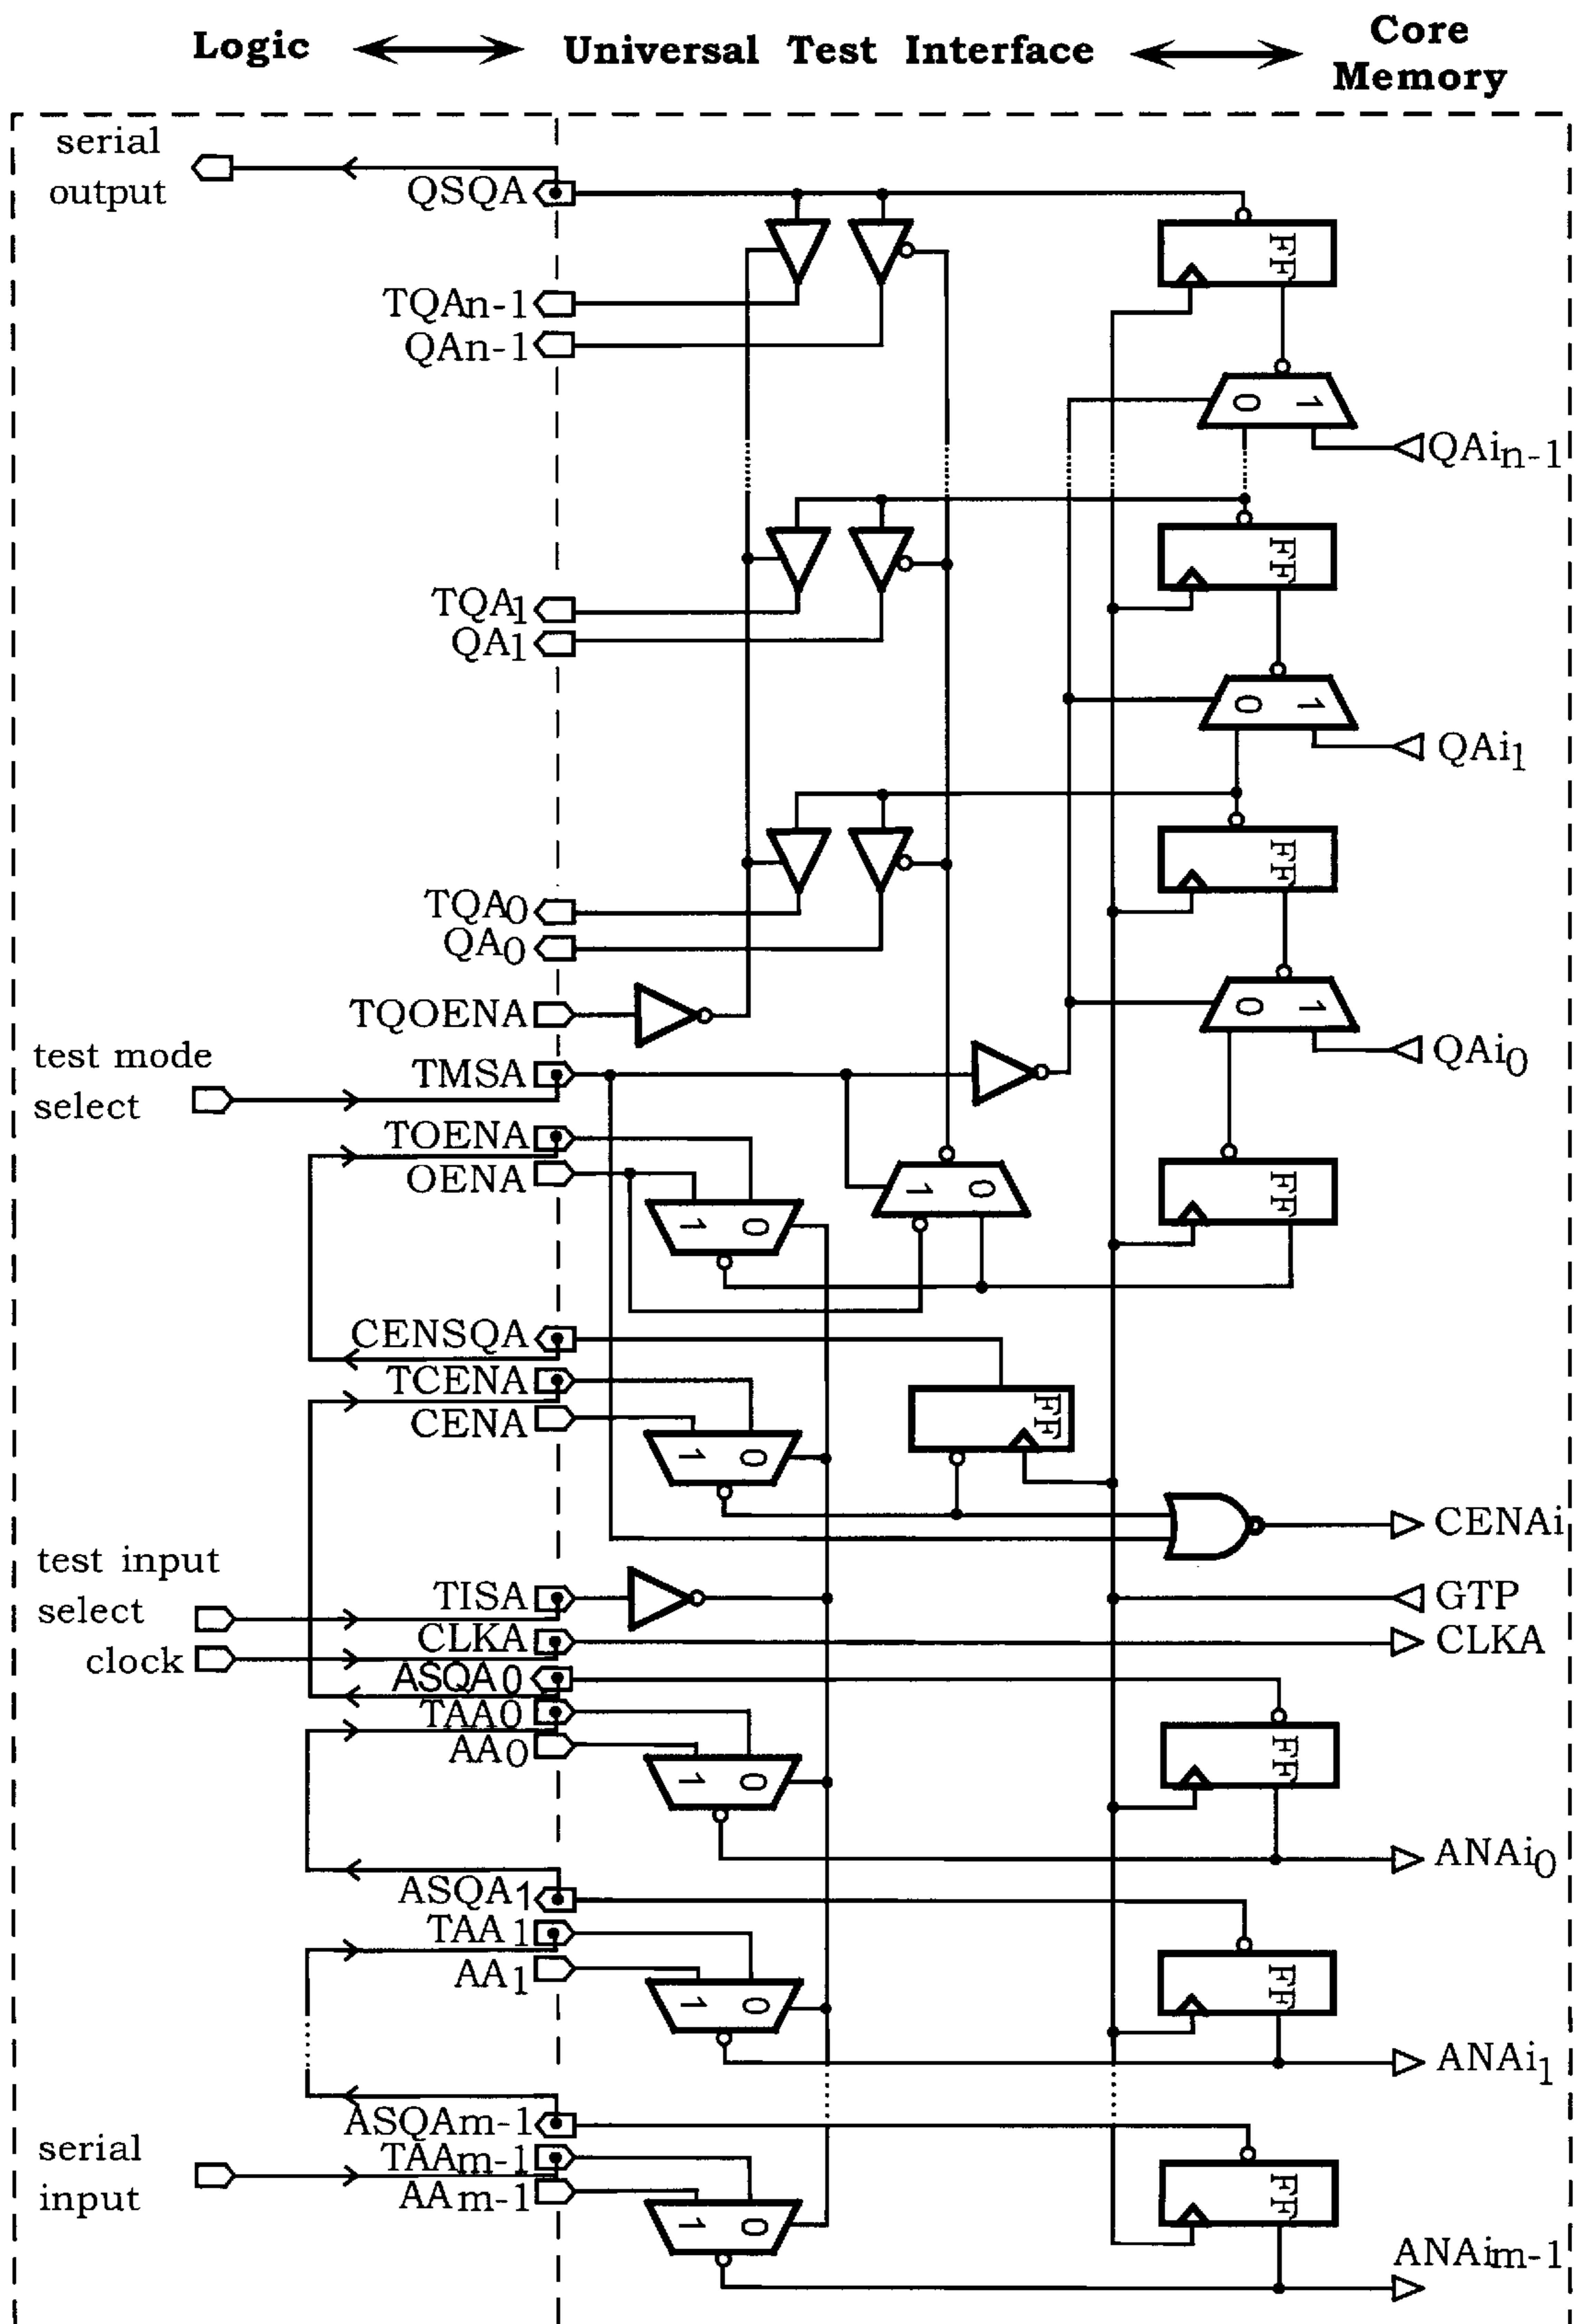 Logic Universal Test Interface Core Memory
serial output
QSQA
FF
TQAn-1
QAn-1
0 1
QAin-1
FF
TQA1
QA1
0 1
QAi1
FF
TQA0
QA0
0 1
TQOENA
QAi0
test mode select
TMSA
TOENA
OENA
1 0
FF
1 0
CENSQA
TCENA
FF
CENA
1 0
CENAi
test input select
TISA
GTP
CLKA
CLKA
clock
ASQA0
TAA0
AA0
FF
1 0
ANAi0
ASQA1
TAA1
AA1
FF
1 0
ANAi1
ASQAm-1
serial input
TAAm-1
AAm-1
FF
1 0
ANAim-1